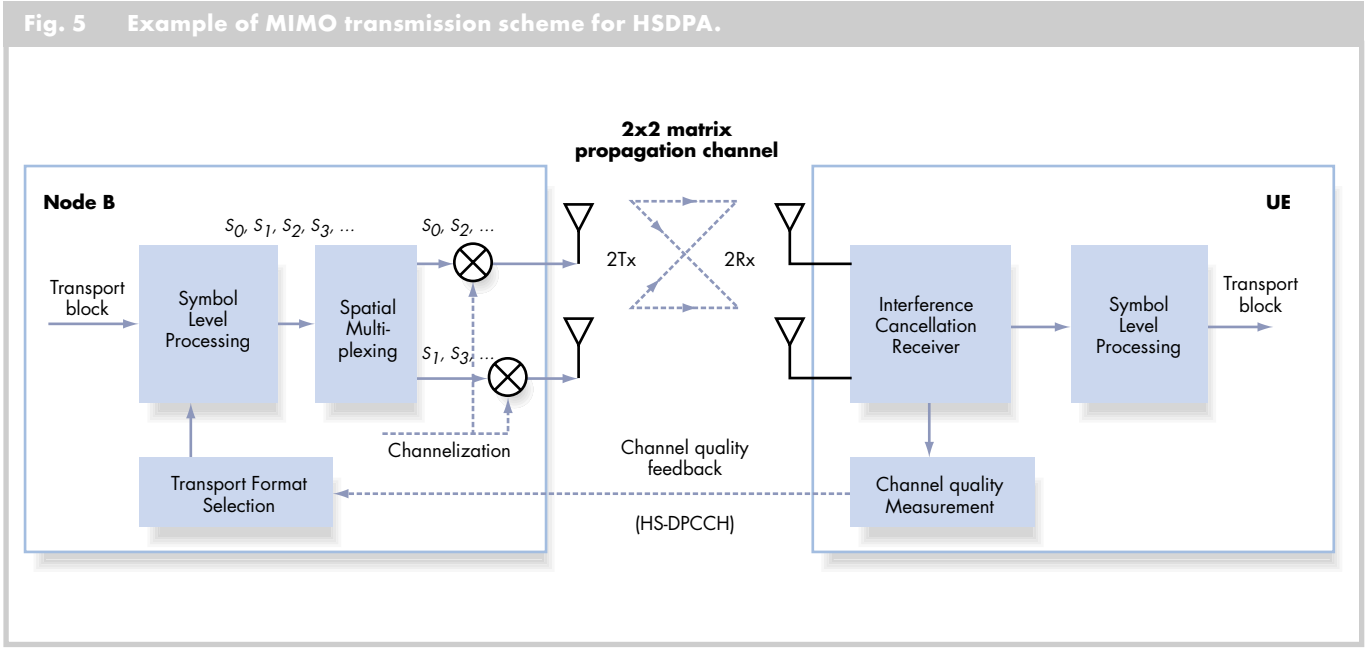 Fig. 5 Example of MIMO transmission scheme for HSDPA.
2x2 matrix
propagation channel
Node B
UE
S0, S1, S2, S3, ...
S0, S2, ...
2Tx
2Rx
Transport
block
Symbol
Level
Processing
Spatial
Multi-
plexing
S1, S3, ...
Interference
Cancellation
Receiver
Symbol
Level
Processing
Transport
block
Channelization
Channel quality
feedback
Transport Format
Selection
(HS-DPCCH)
Channel quality
Measurement